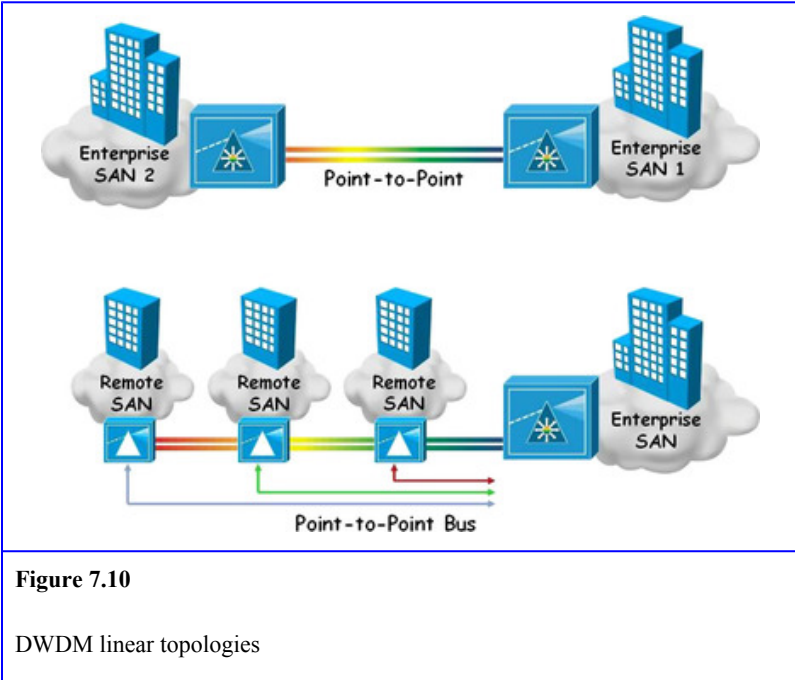 Enterprise
SAN 2
Point-to-Point
Enterprise
SAN 1
Remote
SAN
Remote
SAN
Remote
SAN
Enterprise
SAN
Point-to-Point Bus
Figure 7.10
DWDM linear topologies